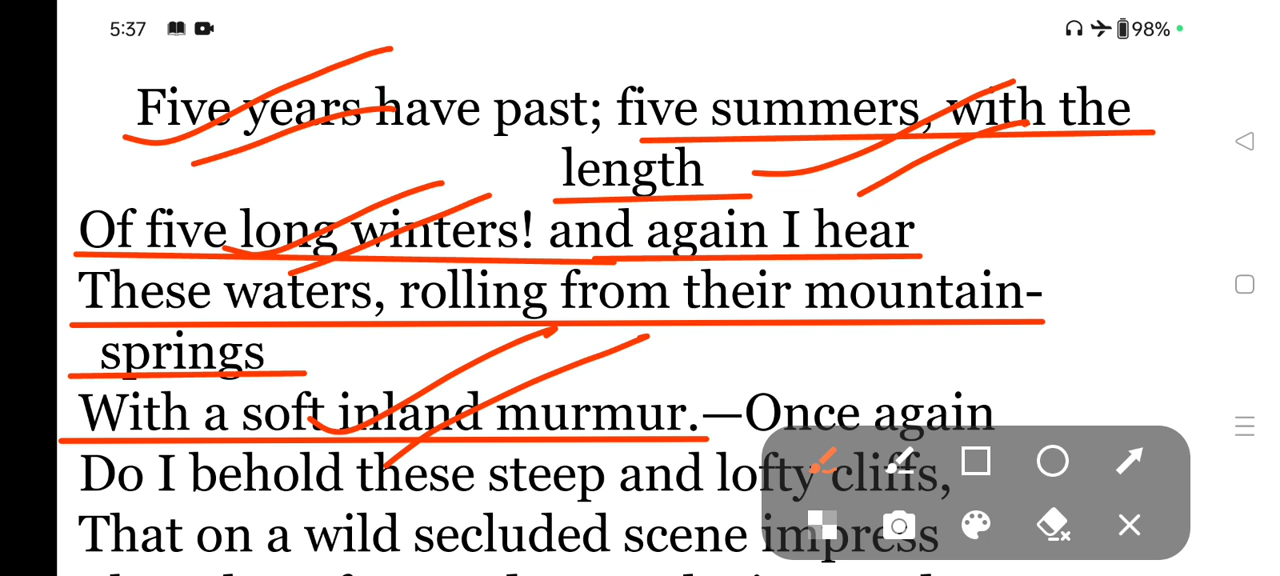 5:37 98%
Five years have past; five summers, with the
length
Of five long winters! and again I hear
These waters, rolling from their mountain-
springs
With a soft inland murmur.—Once again
Do I behold these steep and lofty cliffs,
That on a wild secluded scene impress